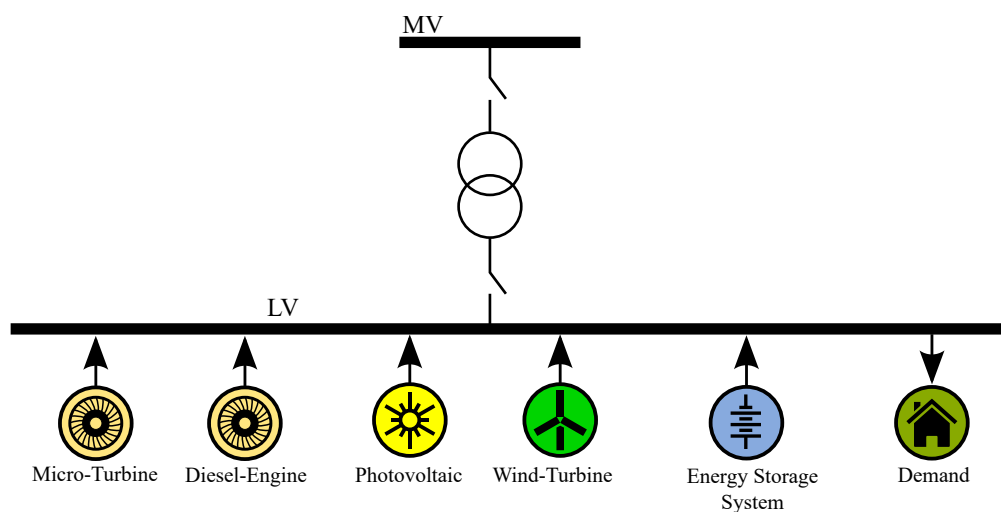 MV
LV
Micro-Turbine
Diesel-Engine
Photovoltaic
Wind-Turbine
Energy Storage
System
Demand